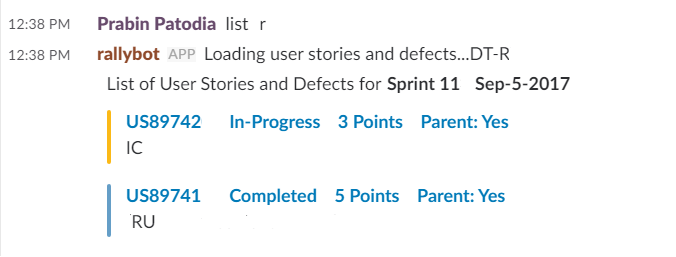 12:38 PM Prabin Patodia list r
12:38 PM rallybot APP Loading user stories and defects...DT-R
List of User Stories and Defects for Sprint 11 Sep-5-2017
US89742 In-Progress 3 Points Parent: Yes
IC
US89741 Completed 5 Points Parent: Yes
RU